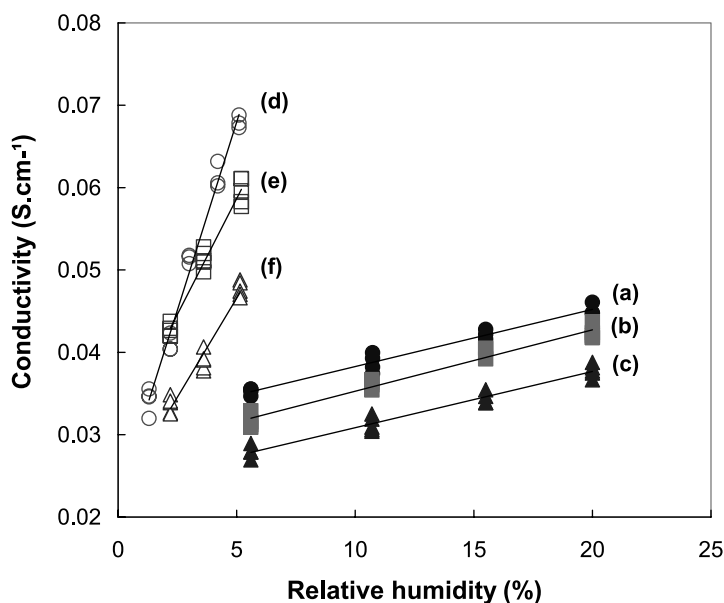 0.08
0.07
0.06
0.05
0.04
0.03
0.02
Conductivity (S.cm-1)
(d)
(e)
(f)
(a)
(b)
(c)
0 5 10 15 20 25
Relative humidity (%)